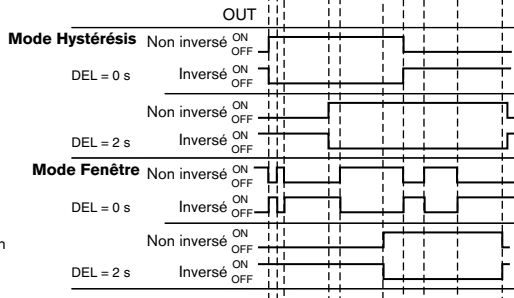 OUT
Mode Hystérésis Non inversé ON
OFF
DEL = 0 s Inversé ON
OFF
Non inversé ON
OFF
DEL = 2 s Inversé ON
OFF
Mode Fenêtre Non inversé ON
OFF
DEL = 0 s Inversé ON
OFF
n Non inversé ON
OFF
DEL = 2 s Inversé ON
OFF